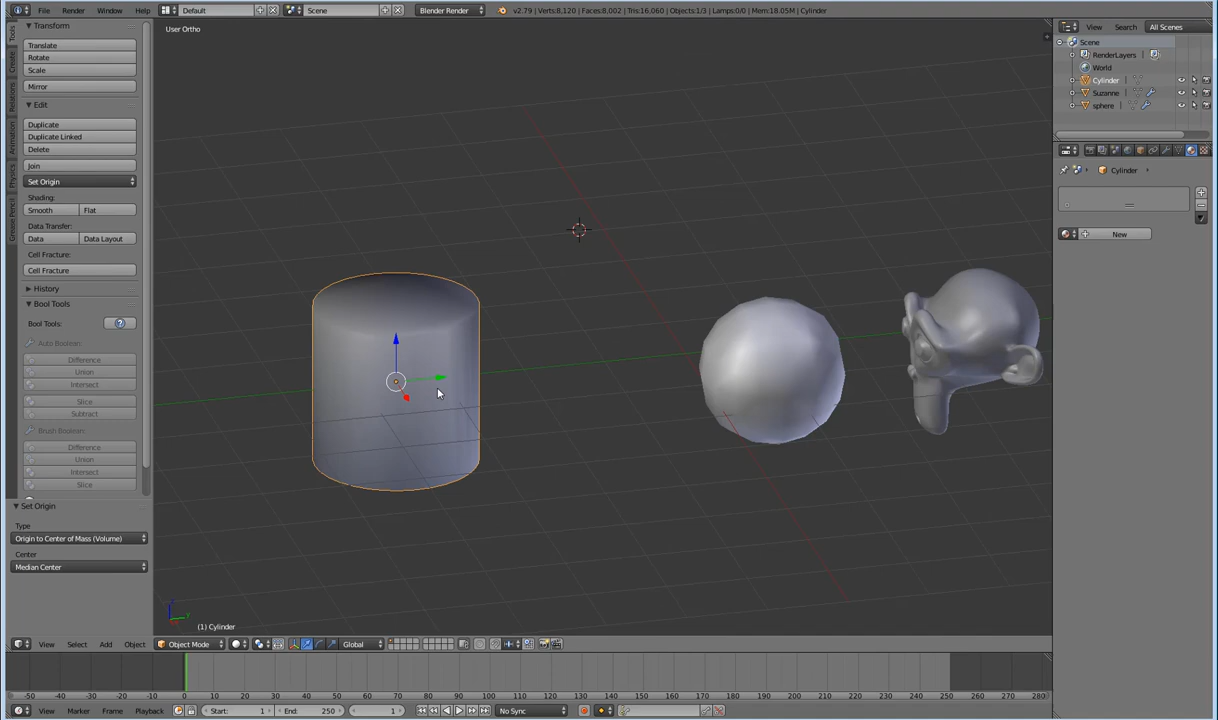 File Render Window Help Default Scene Blender Render v2.79 | Verts:8,120 | Faces:8,002 | Tris:16,060 | Objects:1/3 | Lamps:0/0 | Mem:18.05M | Cylinder
View Search All Scenes
Scene
RenderLayers
World
Cylinder
Suzanne
sphere
Cylinder
New
Tools
Create
Relations
Animation
Physics
Grease Pencil
Transform
Translate
Rotate
Scale
Mirror
Edit
Duplicate
Duplicate Linked
Delete
Join
Set Origin
Shading:
Smooth Flat
Data Transfer:
Data Data Layout
Cell Fracture:
Cell Fracture
History
Bool Tools
Bool Tools:
Auto Boolean
Difference
Union
Intersect
Slice
Subtract
Brush Boolean
Difference
Union
Intersect
Slice
Set Origin
Type
Origin to Center of Mass (Volume)
Center
Median Center
User Ortho
(1) Cylinder
View Select Add Object Object Mode Global
-50 -40 -30 -20 -10 0 10 20 30 40 50 60 70 80 90 100 110 120 130 140 150 160 170 180 190 200 210 220 230 240 250 260 270 280
View Marker Frame Playback Start: 1 End: 250 1 No Sync